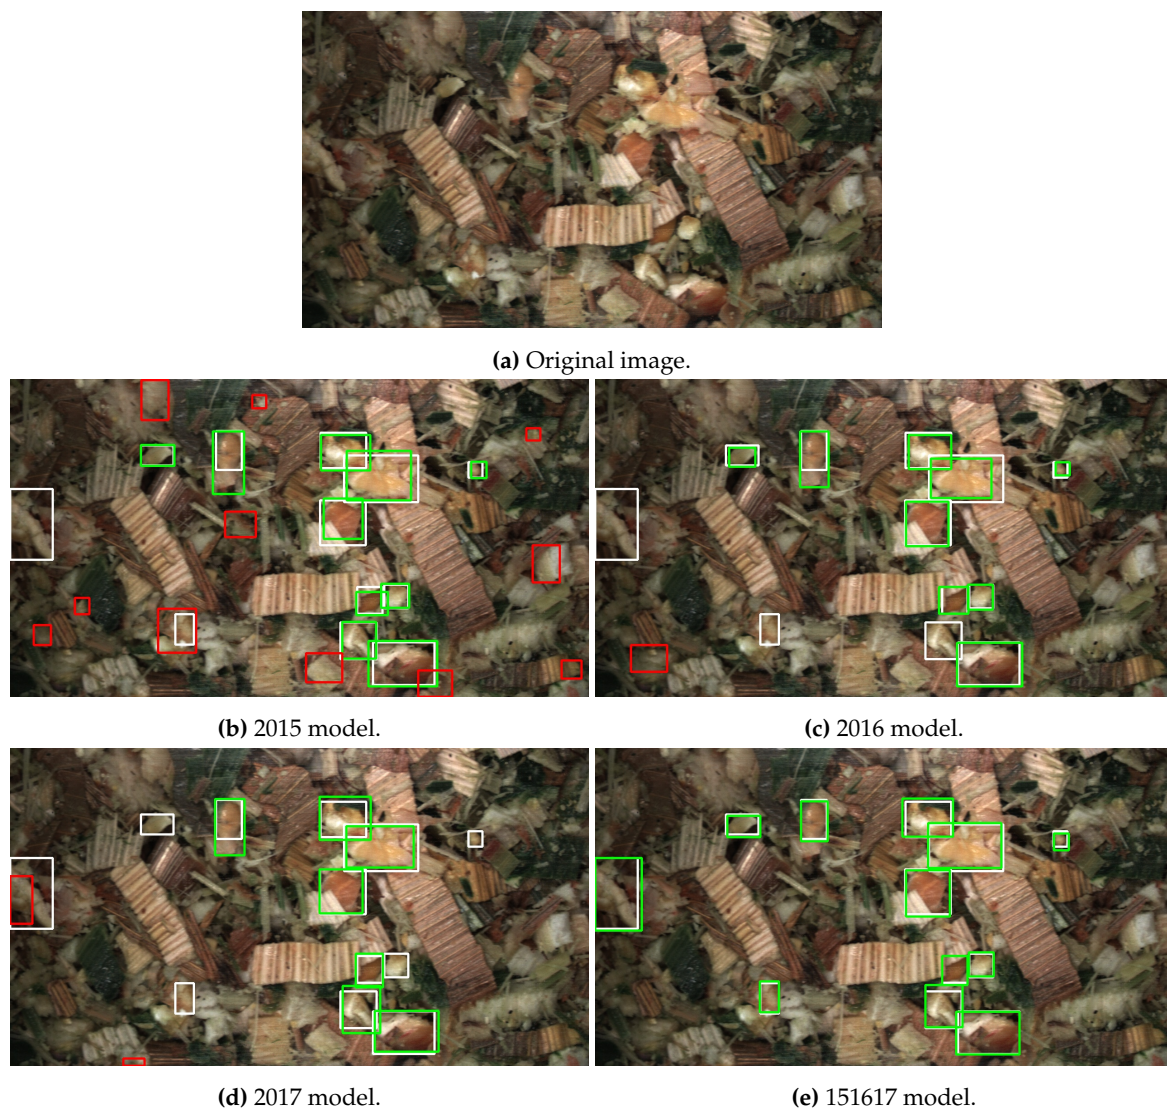 (a) Original image.
(b) 2015 model.
(c) 2016 model.
(d) 2017 model.
(e) 151617 model.